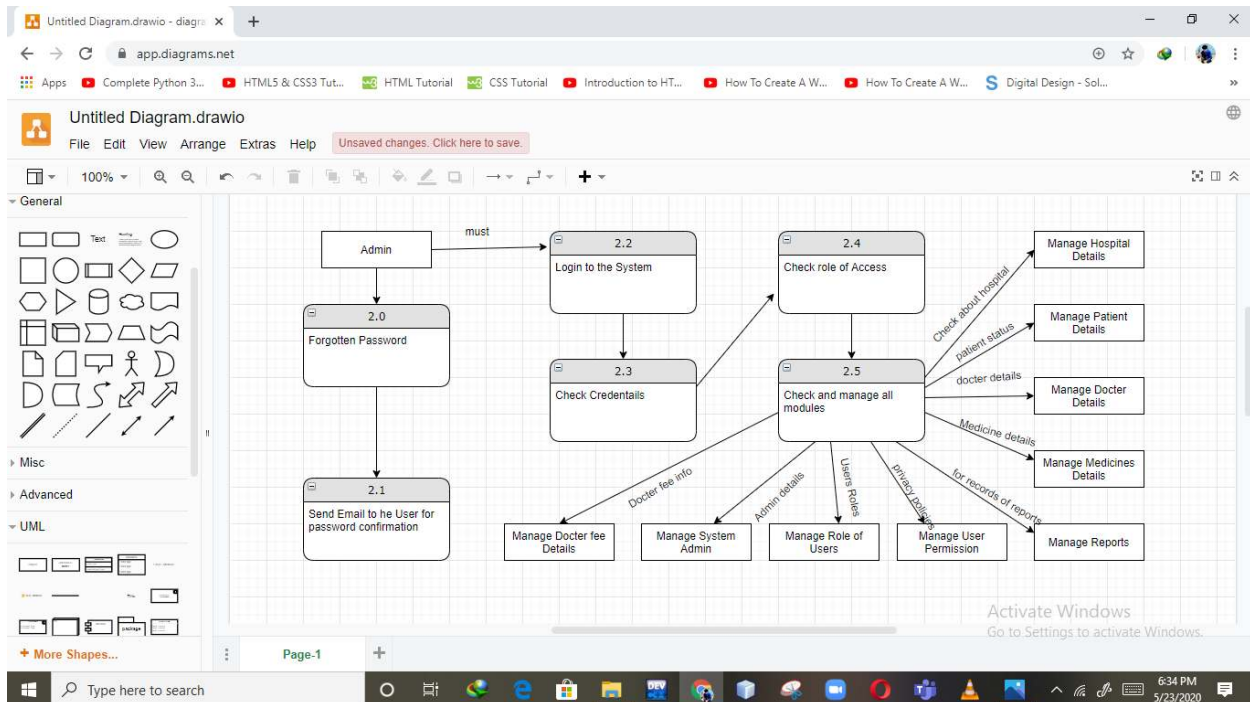 Untitled Diagram.drawio - diagra
app.diagrams.net
Apps Complete Python 3... HTML5 & CSS3 Tut... HTML Tutorial CSS Tutorial Introduction to HT... How To Create A W... How To Create A W... Digital Design - Sol...
Untitled Diagram.drawio
File Edit View Arrange Extras Help Unsaved changes. Click here to save.
100%
General
Text
Misc
Advanced
UML
+ More Shapes...
Admin
must
2.2
Login to the System
2.4
Check role of Access
Manage Hospital
Details
2.0
Forgotten Password
Check about hospital
Manage Patient
Details
patient status
2.3
Check Credentails
2.5
Check and manage all
modules
docter details
Manage Docter
Details
Medicine details
Manage Medicines
Details
2.1
Send Email to he User for
password confirmation
Docter fee info
Admin details
Users Roles
privacy policies
for records of reports
Manage Docter fee
Details
Manage System
Admin
Manage Role of
Users
Manage User
Permission
Manage Reports
Activate Windows
Go to Settings to activate Windows.
Page-1
Type here to search
DEV
6:34 PM
5/23/2020